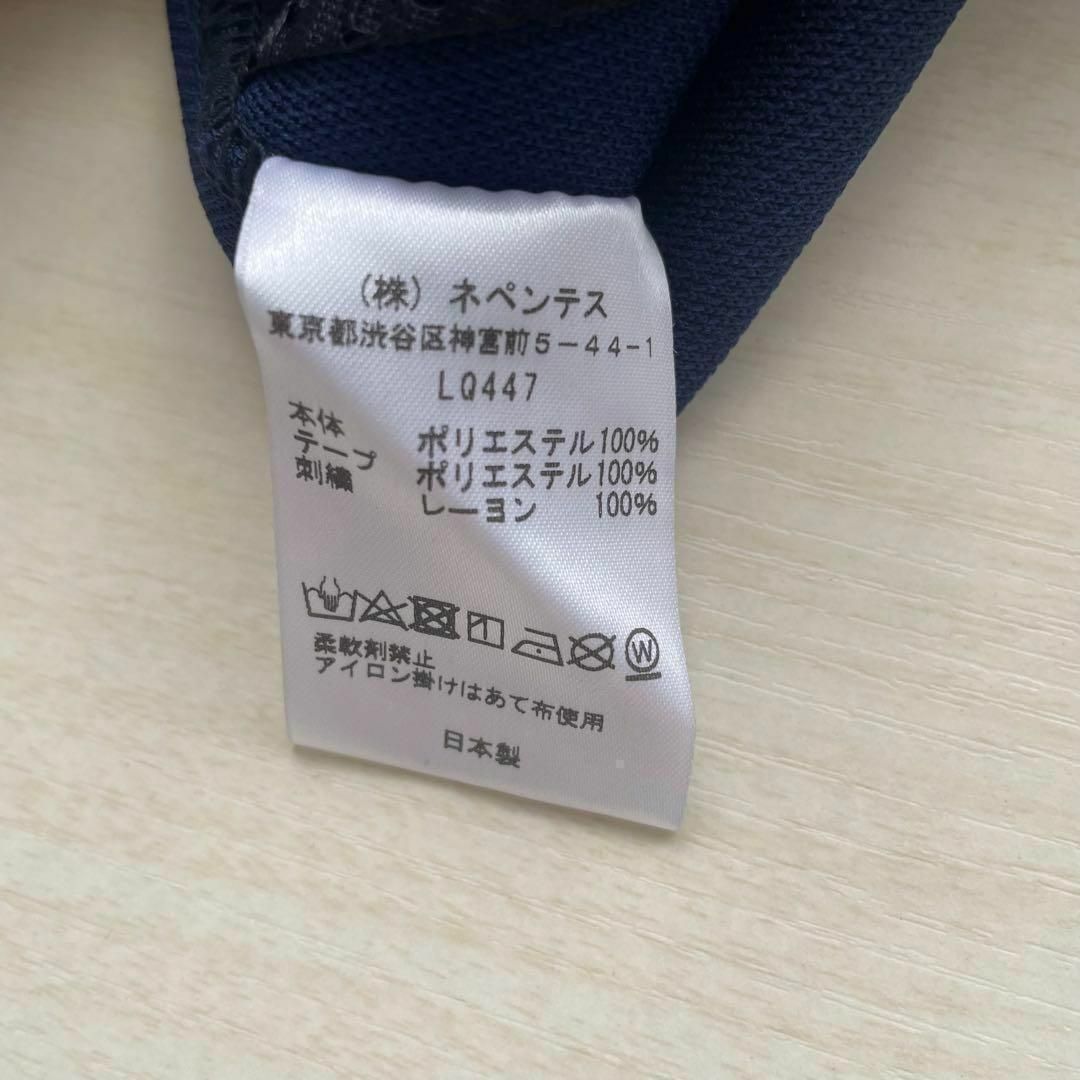 (株) ネペンテス
東京都渋谷区神宮前5-44-1
LQ447
本体 ポリエステル100%
テープ ポリエステル100%
刺繍 レーヨン 100%
W
柔軟剤禁止
アイロン掛けはあて布使用
日本製